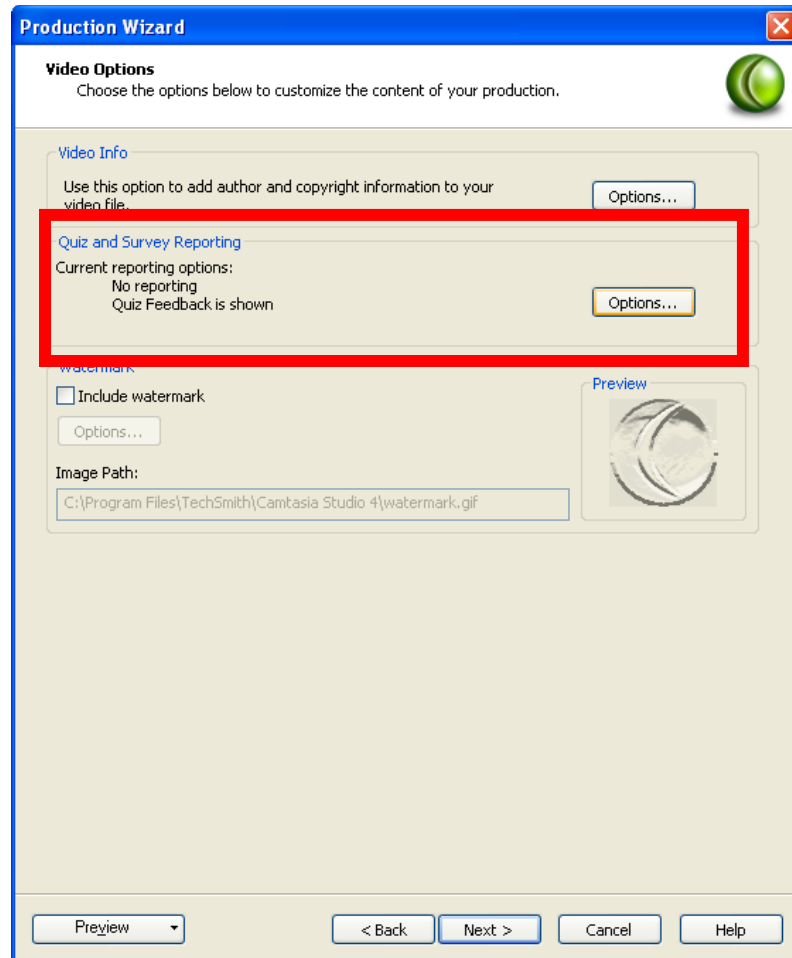 Production Wizard
Video Options
Choose the options below to customize the content of your production.
Video Info
Use this option to add author and copyright information to your
video file.
Options...
Quiz and Survey Reporting
Current reporting options:
No reporting
Quiz Feedback is shown
Options...
Watermark
Include watermark
Options...
Preview
Image Path:
C:\Program Files\TechSmith\Camtasia Studio 4\watermark.gif
Preview
< Back
Next >
Cancel
Help